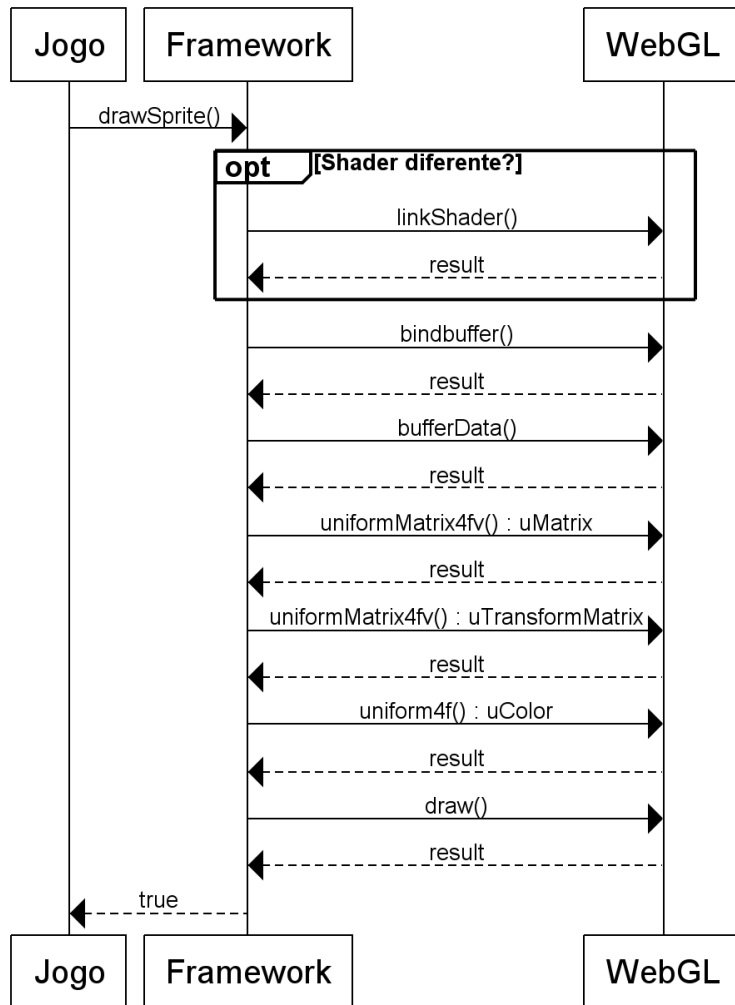 Jogo
Framework
WebGL
drawSprite()
opt
[Shader diferente?]
linkShader()
result
bindbuffer()
result
bufferData()
result
uniformMatrix4fv() : uMatrix
result
uniformMatrix4fv() : uTransformMatrix
result
uniform4f() : uColor
result
draw()
result
true
Jogo
Framework
WebGL